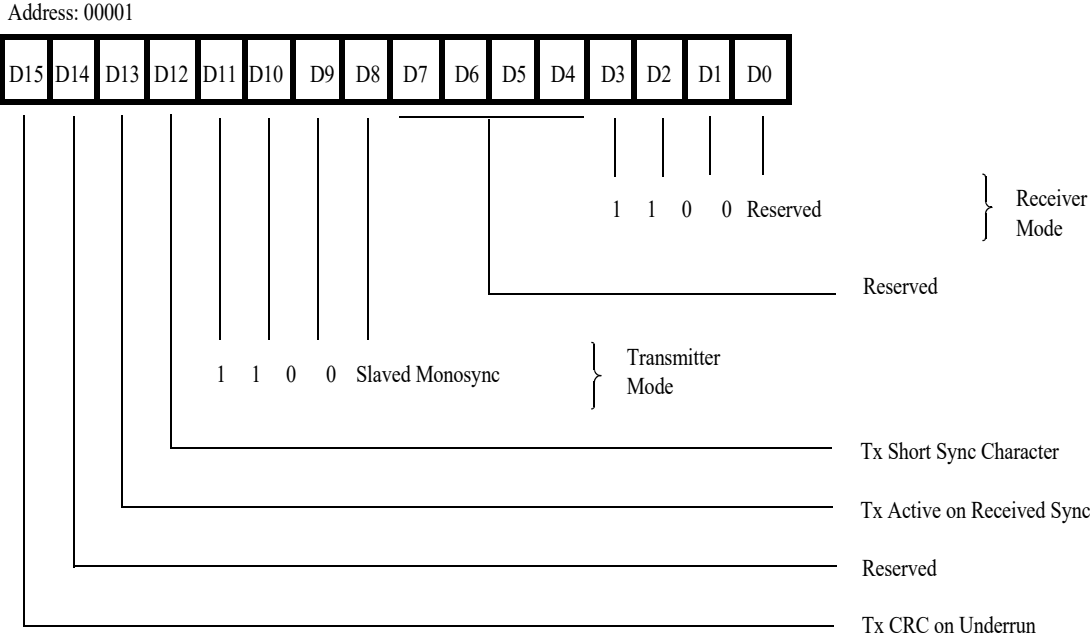 Address: 00001
D15 D14 D13 D12 D11 D10 D9 D8 D7 D6 D5 D4 D3 D2 D1 D0
1 1 0 0 Reserved
Receiver
Mode
Reserved
1 1 0 0 Slaved Monosync
Transmitter
Mode
Tx Short Sync Character
Tx Active on Received Sync
Reserved
Tx CRC on Underrun